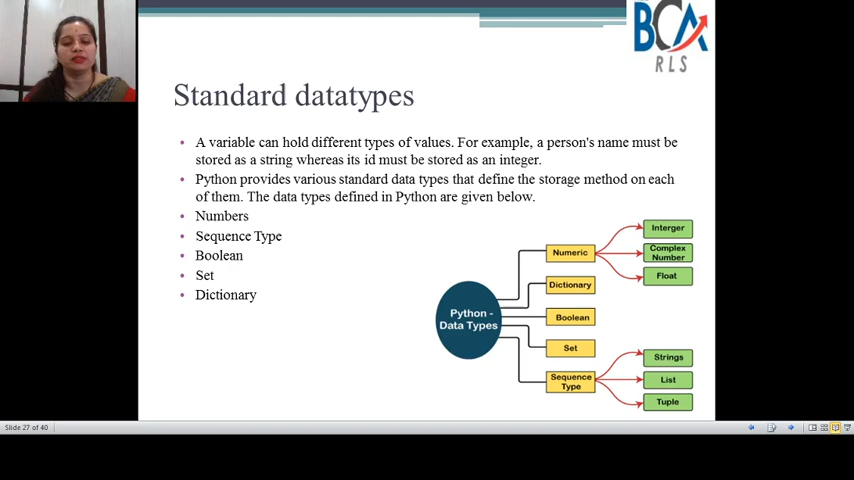 BCA
RLS
Standard datatypes
• A variable can hold different types of values. For example, a person's name must be
stored as a string whereas its id must be stored as an integer.
• Python provides various standard data types that define the storage method on each
of them. The data types defined in Python are given below.
• Numbers
• Sequence Type
• Boolean
• Set
• Dictionary
Python -
Data Types
Numeric
Dictionary
Boolean
Set
Sequence
Type
Interger
Complex
Number
Float
Strings
List
Tuple
Slide 27 of 40